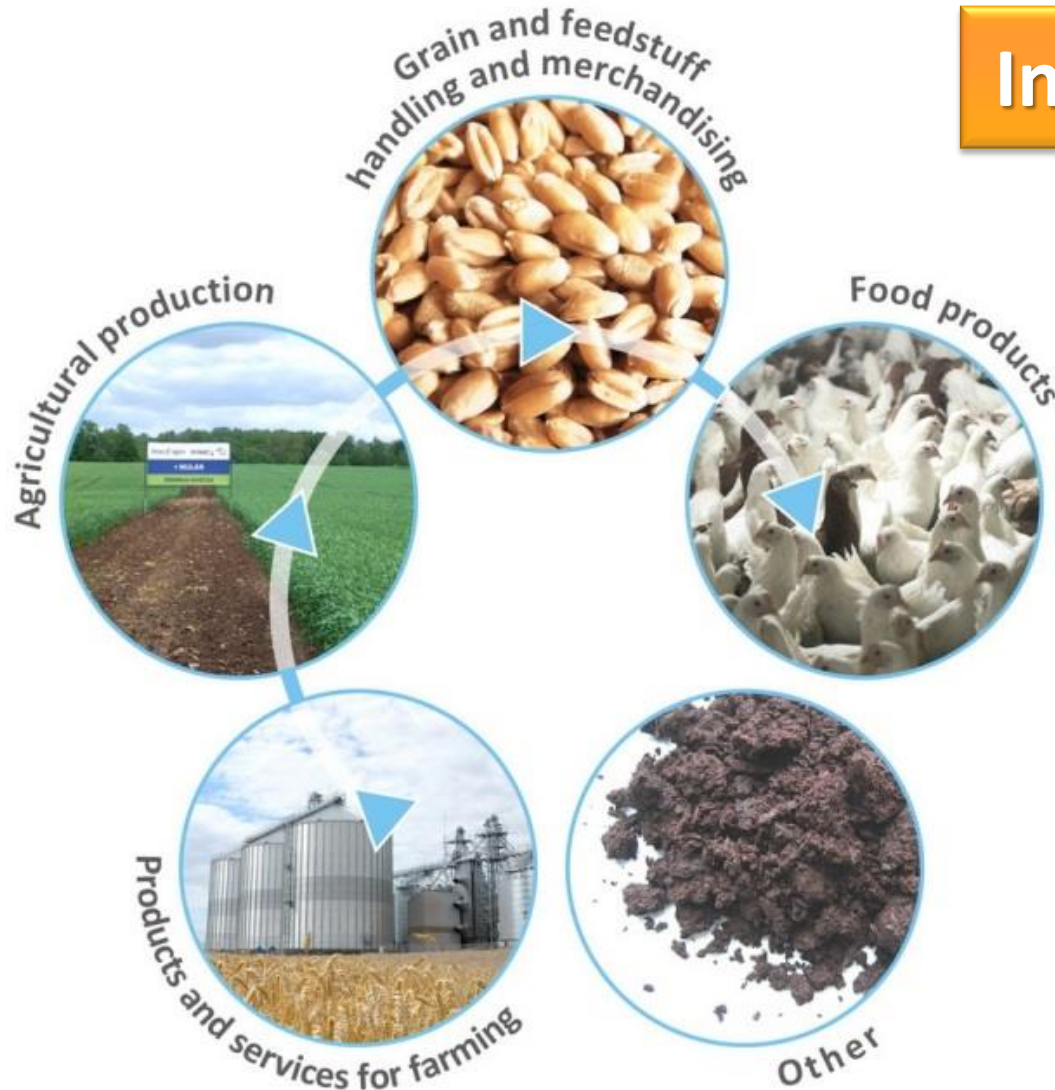 In
Grain and feedstuff
handling and merchandising
Agricultural production
Food products
Products and services for farming
Other